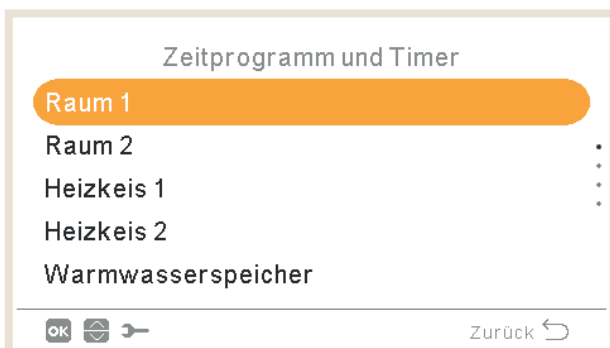 Zeitprogramm und Timer
Raum 1
Raum 2
Heizkeis 1
Heizkeis 2
Warmwasserspeicher
OK Zurück